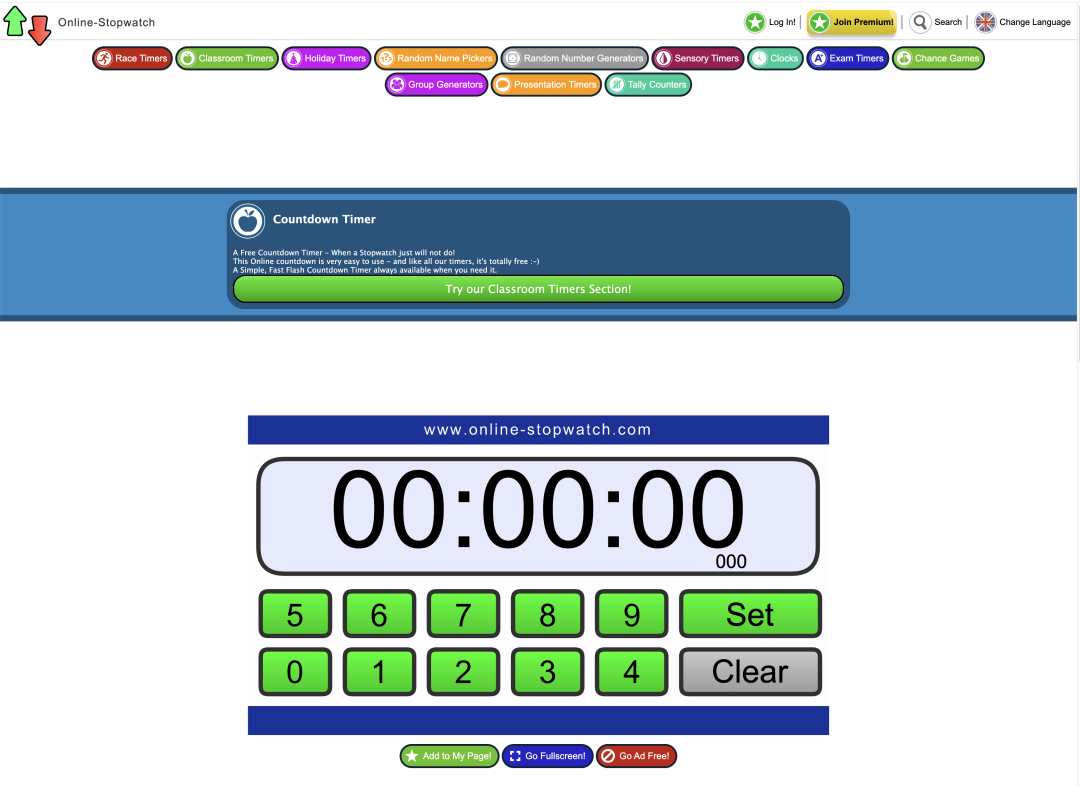 Online-Stopwatch
Log In! | Join Premium! | Search | Change Language
Race Timers Classroom Timers Holiday Timers Random Name Pickers Random Number Generators Sensory Timers Clocks Exam Timers Chance Games
Group Generators Presentation Timers Tally Counters
Countdown Timer
A Free Countdown Timer - When a Stopwatch just will not do!
This Online countdown is very easy to use - and like all our timers, it's totally free :-)
A Simple, Fast Flash Countdown Timer always available when you need it.
Try our Classroom Timers Section!
www.online-stopwatch.com
00:00:00
000
5 6 7 8 9 Set
0 1 2 3 4 Clear
Add to My Page! Go Fullscreen! Go Ad Free!